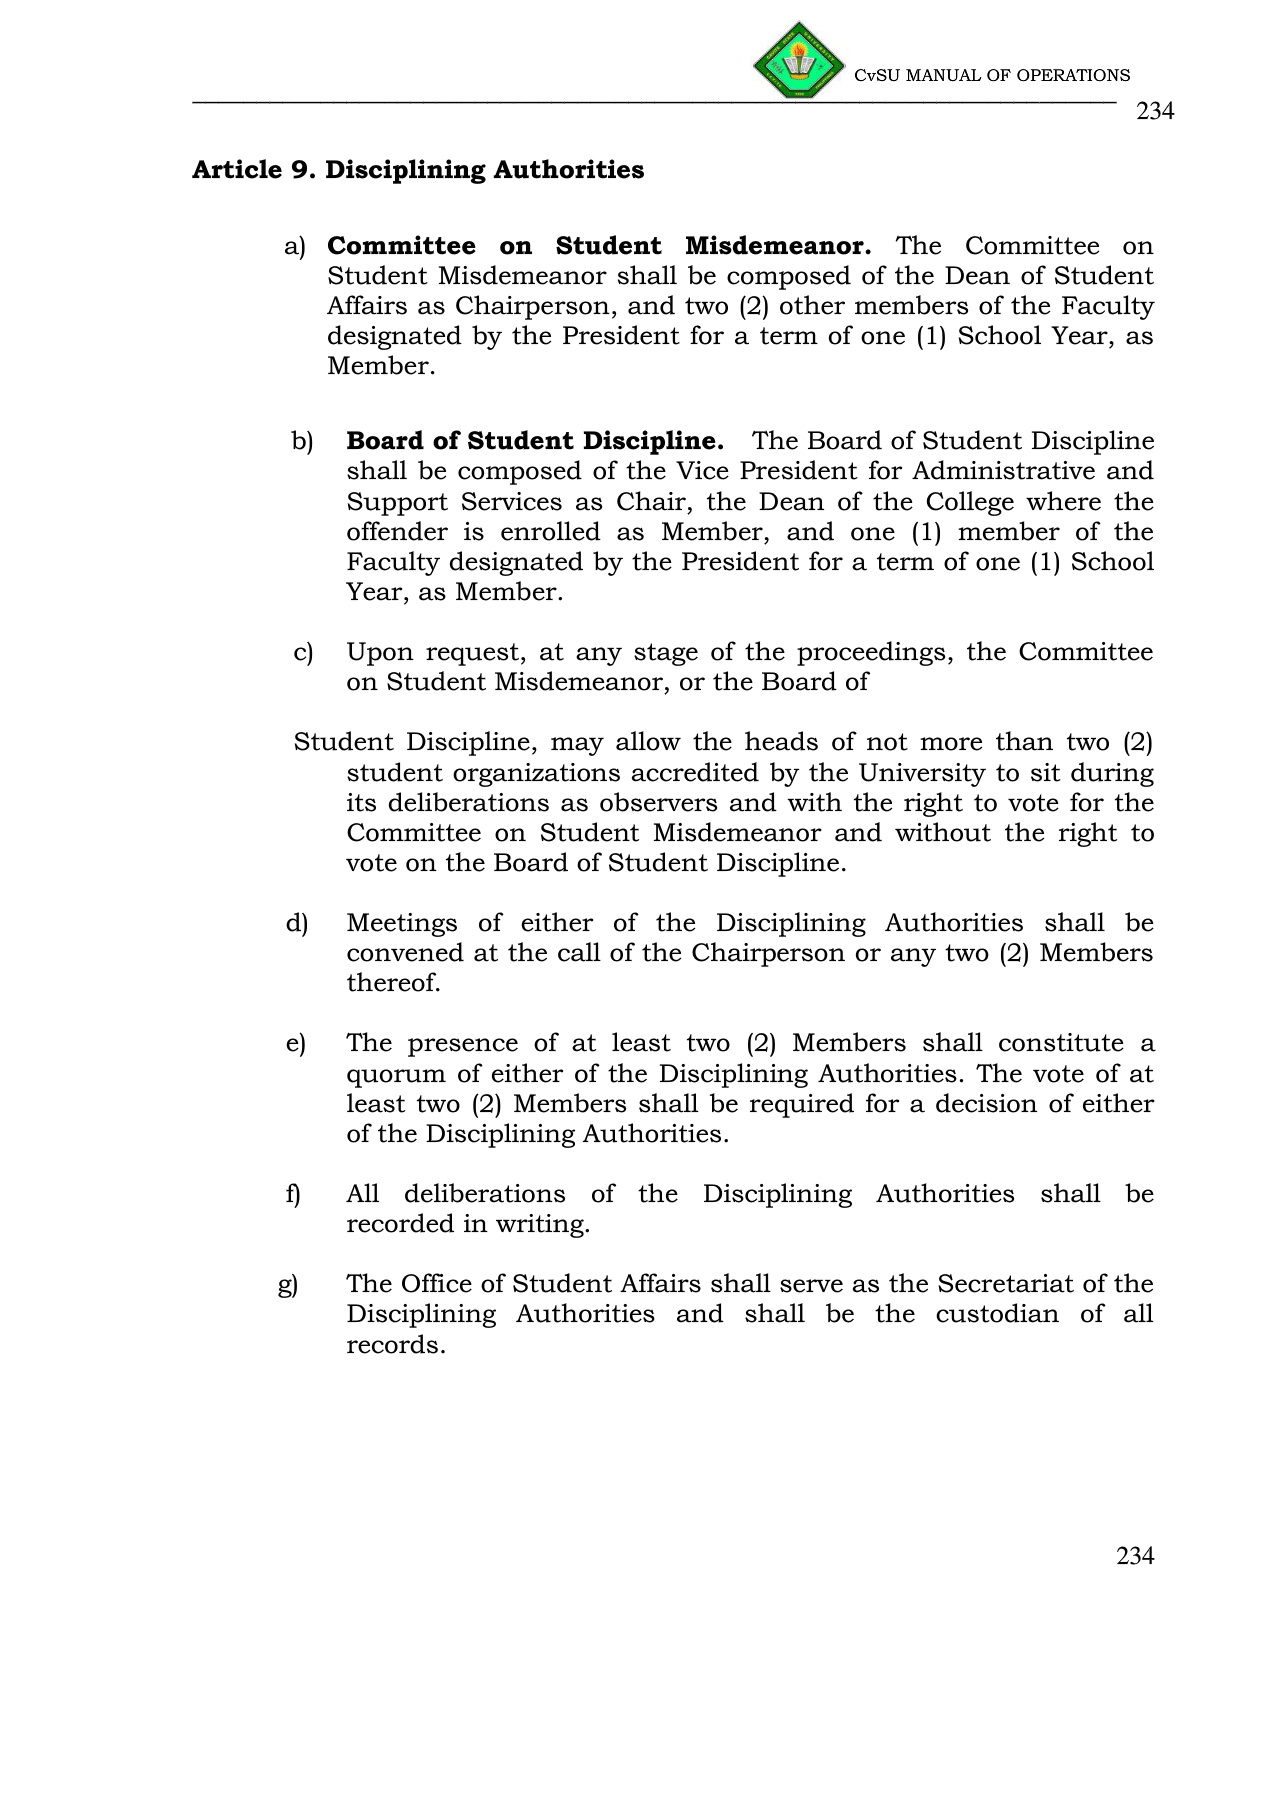 CvSU MANUAL OF OPERATIONS
234
Article 9. Disciplining Authorities
a) Committee on Student Misdemeanor. The Committee on
Student Misdemeanor shall be composed of the Dean of Student
Affairs as Chairperson, and two (2) other members of the Faculty
designated by the President for a term of one (1) School Year, as
Member.
b) Board of Student Discipline. The Board of Student Discipline
shall be composed of the Vice President for Administrative and
Support Services as Chair, the Dean of the College where the
offender is enrolled as Member, and one (1) member of the
Faculty designated by the President for a term of one (1) School
Year, as Member.
c) Upon request, at any stage of the proceedings, the Committee
on Student Misdemeanor, or the Board of
Student Discipline, may allow the heads of not more than two (2)
student organizations accredited by the University to sit during
its deliberations as observers and with the right to vote for the
Committee on Student Misdemeanor and without the right to
vote on the Board of Student Discipline.
d) Meetings of either of the Disciplining Authorities shall be
convened at the call of the Chairperson or any two (2) Members
thereof.
e) The presence of at least two (2) Members shall constitute a
quorum of either of the Disciplining Authorities. The vote of at
least two (2) Members shall be required for a decision of either
of the Disciplining Authorities.
f) All deliberations of the Disciplining Authorities shall be
recorded in writing.
g) The Office of Student Affairs shall serve as the Secretariat of the
Disciplining Authorities and shall be the custodian of all
records.
234